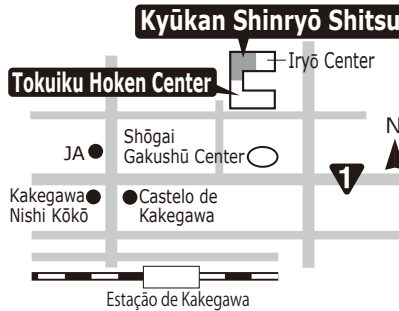 Kyūkan Shinryō Shitsu
Iryō Center
Tokuiku Hoken Center
N
Shōgai
Gakushū Center
JA
1
Kakegawa
Nishi Kōkō
Castelo de
Kakegawa
Estação de Kakegawa